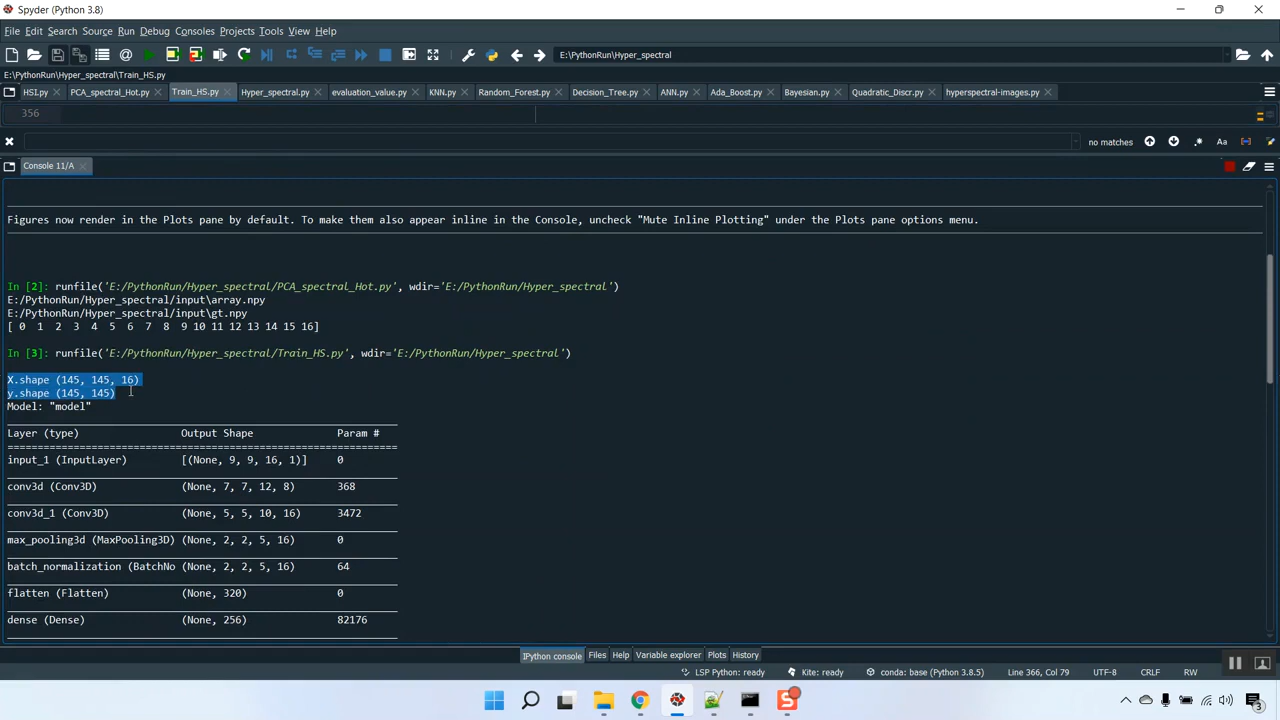 Spyder (Python 3.8)
File Edit Search Source Run Debug Consoles Projects Tools View Help
E:\PythonRun\Hyper_spectral
E:\PythonRun\Hyper_spectral\Train_HS.py
HSI.py PCA_spectral_Hot.py Train_HS.py Hyper_spectral.py evaluation_value.py KNN.py Random_Forest.py Decision_Tree.py ANN.py Ada_Boost.py Bayesian.py Quadratic_Discr.py hyperspectral-images.py
356
no matches
Console 11/A
Figures now render in the Plots pane by default. To make them also appear inline in the Console, uncheck "Mute Inline Plotting" under the Plots pane options menu.
In [2]: runfile('E:/PythonRun/Hyper_spectral/PCA_spectral_Hot.py', wdir='E:/PythonRun/Hyper_spectral')
E:/PythonRun/Hyper_spectral/input\array.npy
E:/PythonRun/Hyper_spectral/input\gt.npy
[ 0 1 2 3 4 5 6 7 8 9 10 11 12 13 14 15 16]
In [3]: runfile('E:/PythonRun/Hyper_spectral/Train_HS.py', wdir='E:/PythonRun/Hyper_spectral')
X.shape (145, 145, 16)
y.shape (145, 145)
Model: "model"
Layer (type) Output Shape Param #
input_1 (InputLayer) [(None, 9, 9, 16, 1)] 0
conv3d (Conv3D) (None, 7, 7, 12, 8) 368
conv3d_1 (Conv3D) (None, 5, 5, 10, 16) 3472
max_pooling3d (MaxPooling3D) (None, 2, 2, 5, 16) 0
batch_normalization (BatchNo (None, 2, 2, 5, 16) 64
flatten (Flatten) (None, 320) 0
dense (Dense) (None, 256) 82176
IPython console Files Help Variable explorer Plots History
LSP Python: ready Kite: ready conda: base (Python 3.8.5) Line 366, Col 79 UTF-8 CRLF RW
3